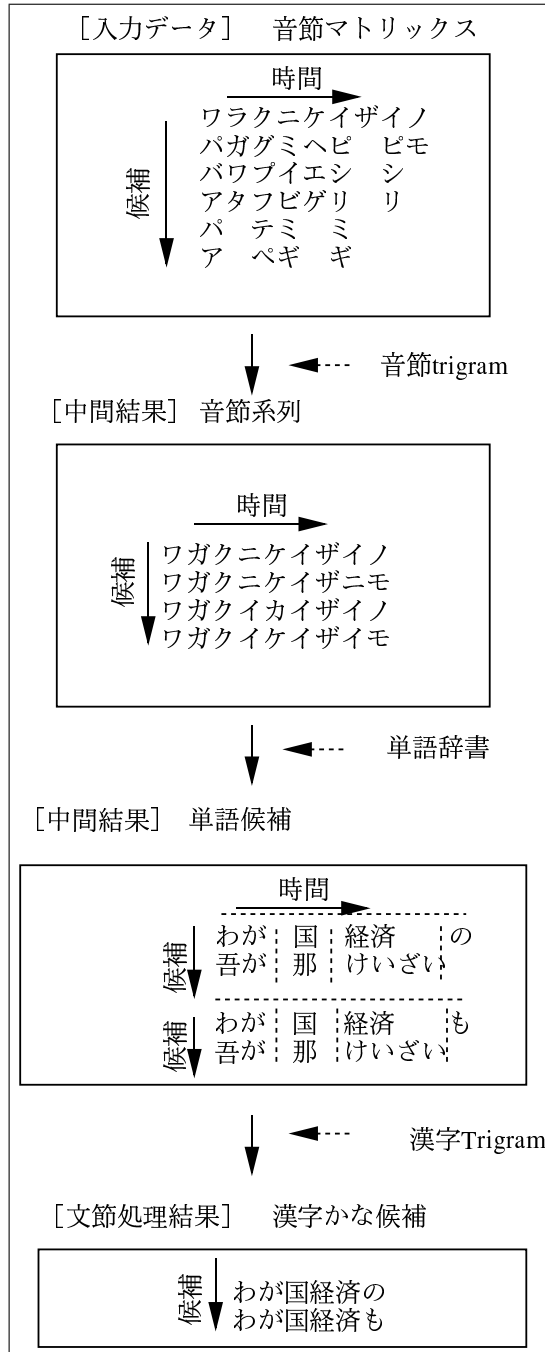 [入力データ] 音節マトリックス
時間
候補
ワラクニケイザイノ
パガグミヘピ ピモ
バワプイエシ シ
アタフビゲリ リ
パ テミ ミ
ア ペギ ギ
音節trigram
[中間結果] 音節系列
時間
候補
ワガクニケイザイノ
ワガクニケイザニモ
ワガクイカイザイノ
ワガクイケイザイモ
単語辞書
[中間結果] 単語候補
時間
候補
わが 国 経済 の
吾が 那 けいざい
候補
わが 国 経済 も
吾が 那 けいざい
漢字Trigram
[文節処理結果] 漢字かな候補
候補
わが国経済の
わが国経済も